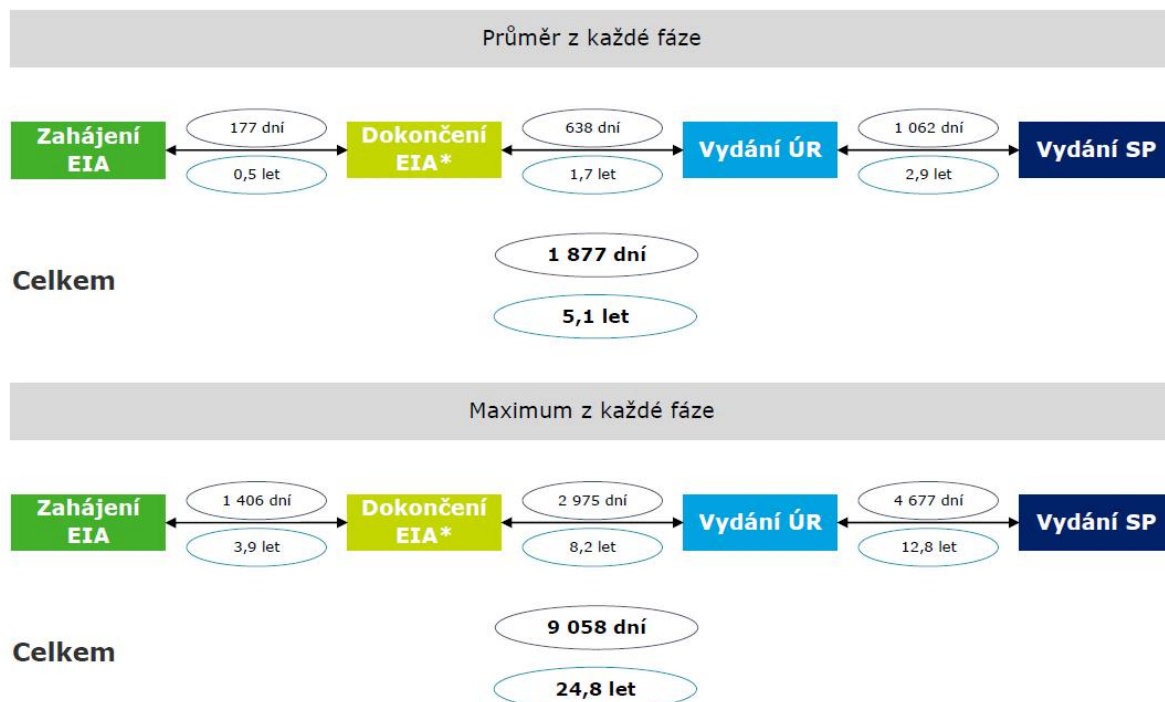 Průměr z každé fáze
Zahájení
EIA
177 dní
0,5 let
Dokončení
EIA*
638 dní
1,7 let
Vydání ÚR
1 062 dní
2,9 let
Vydání SP
Celkem
1 877 dní
5,1 let
Maximum z každé fáze
Zahájení
EIA
1 406 dní
3,9 let
Dokončení
EIA*
2 975 dní
8,2 let
Vydání ÚR
4 677 dní
12,8 let
Vydání SP
Celkem
9 058 dní
24,8 let